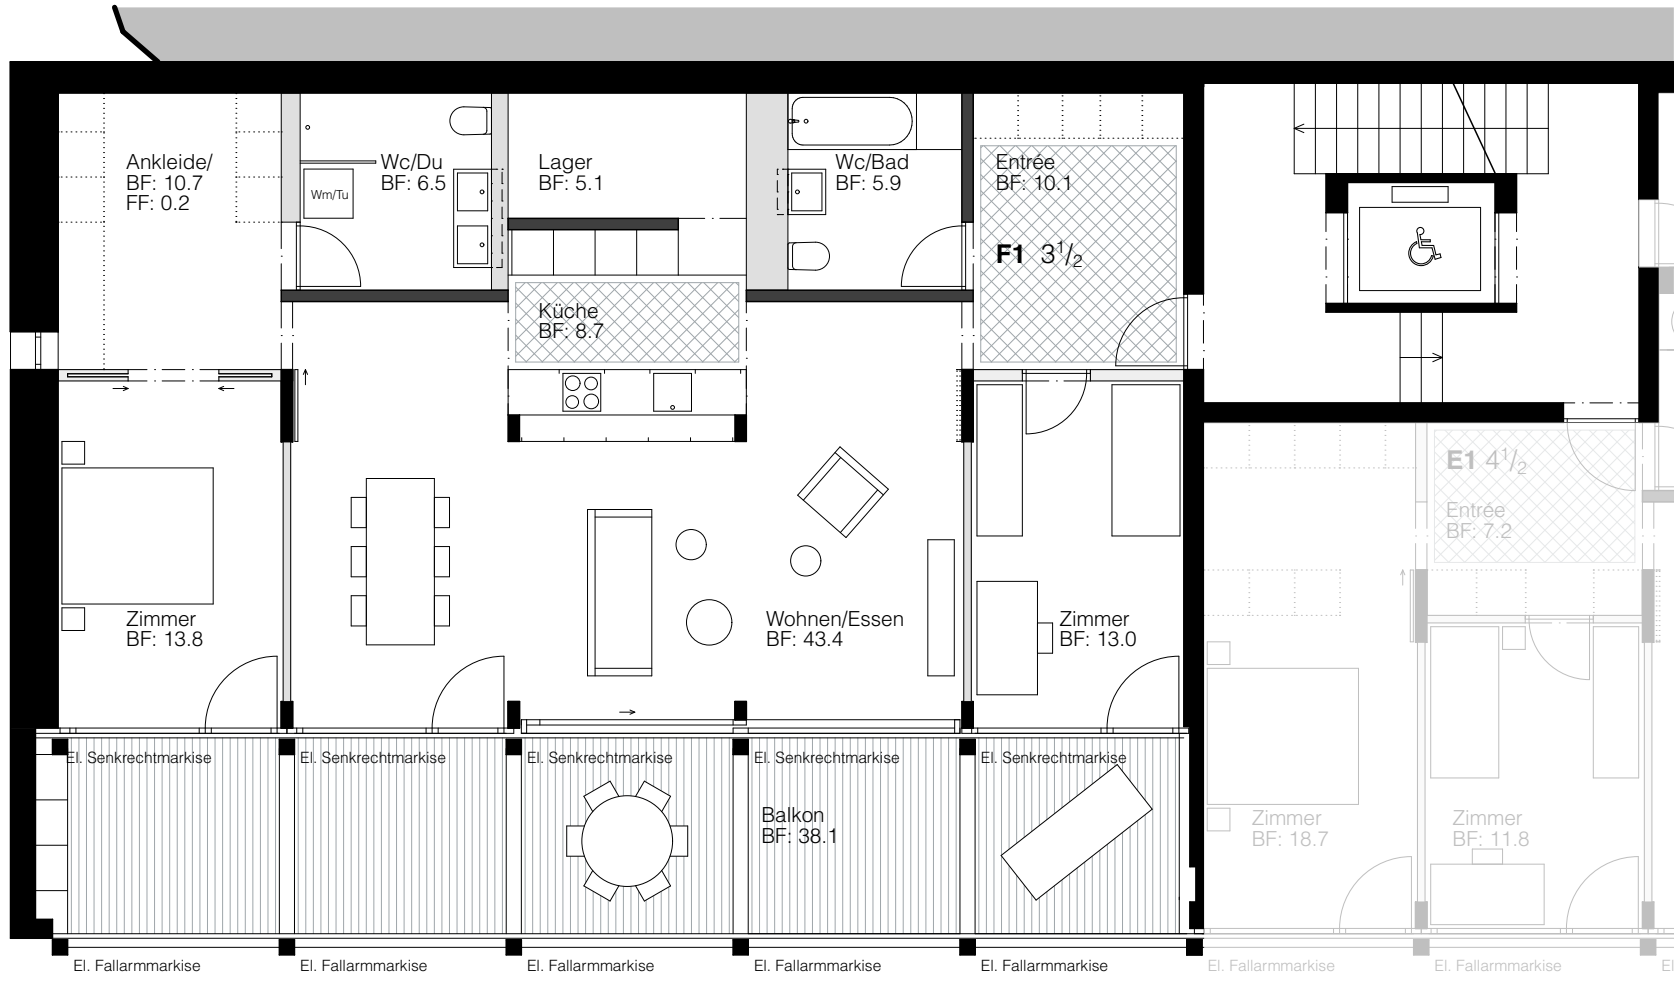 Ankleide/
BF: 10.7
FF: 0.2
Wc/Du
BF: 6.5
Wm/Tu
Lager
BF: 5.1
Wc/Bad
BF: 5.9
Entrée
BF: 10.1
F1 3 1/2
Küche
BF: 8.7
E1 4 1/2
Entrée
BF: 7.2
Zimmer
BF: 13.8
Wohnen/Essen
BF: 43.4
Zimmer
BF: 13.0
El. Senkrechtmarkise
El. Senkrechtmarkise
El. Senkrechtmarkise
El. Senkrechtmarkise
El. Senkrechtmarkise
Balkon
BF: 38.1
Zimmer
BF: 18.7
Zimmer
BF: 11.8
El. Fallarmmarkise
El. Fallarmmarkise
El. Fallarmmarkise
El. Fallarmmarkise
El. Fallarmmarkise
El. Fallarmmarkise
El. Fallarmmarkise